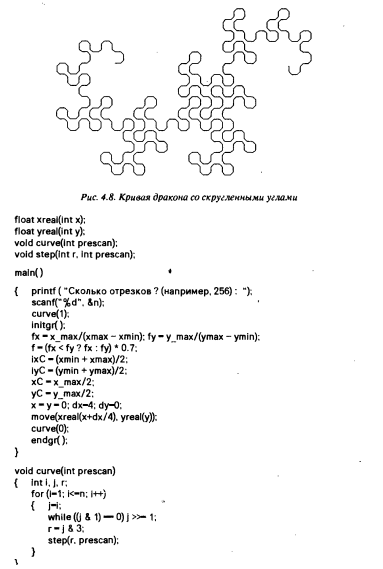 Рис. 4.8. Кривая дракона со скругленными углами
float xreal(int x);
float yreal(int y);
void curve(int prescan);
void step(int r, int prescan);
main()
{ printf ( "Сколько отрезков ? (например, 256) : ");
scanf("%d", &n);
curve(1);
initgr( );
fx = x_max/(xmax − xmin); fy = y_max/(ymax − ymin);
f = (fx < fy ? fx : fy) * 0.7;
ixC = (xmin + xmax)/2;
iyC = (ymin + ymax)/2;
xC = x_max/2;
yC = y_max/2;
x = y = 0; dx=4; dy=0;
move(xreal(x+dx/4), yreal(y));
curve(0);
endgr( );
}
void curve(int prescan)
{ int i, j, r;
for (i=1; i<=n; i++)
{ j=i;
while ((j & 1) == 0) j >>= 1;
r = j & 3;
step(r, prescan);
}
}